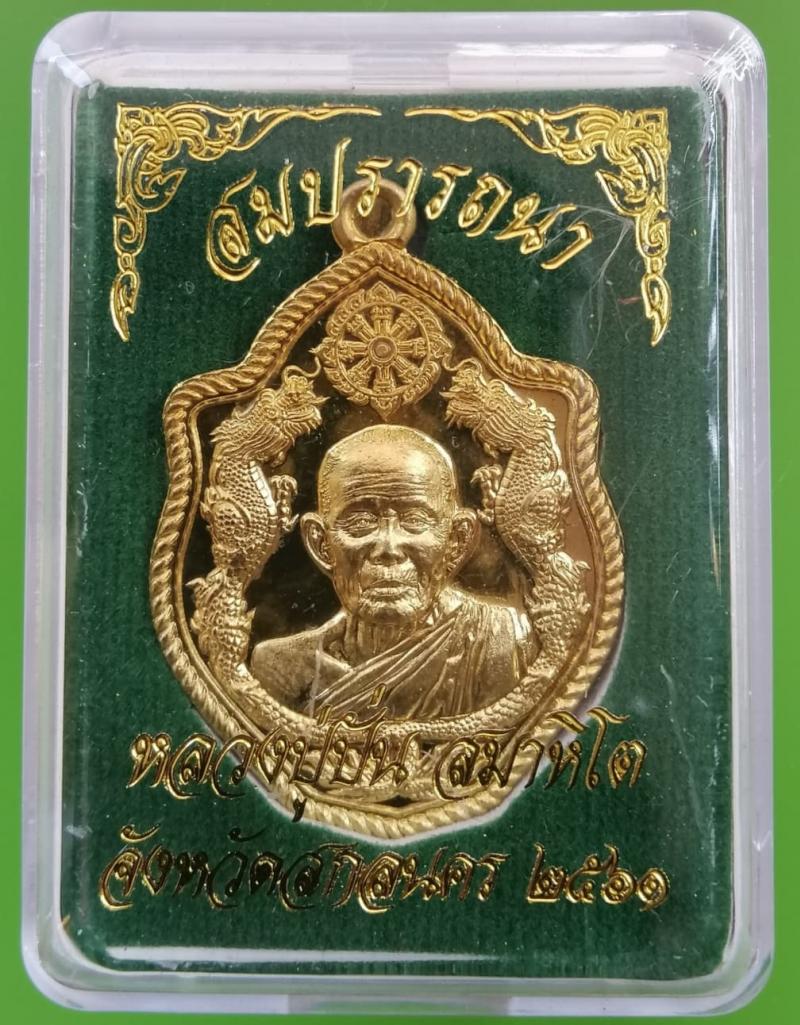 สมปรารถนา
หลวงปู่ปั่น สมาหิโต
จังหวัดสกลนคร ๒๕๖๑